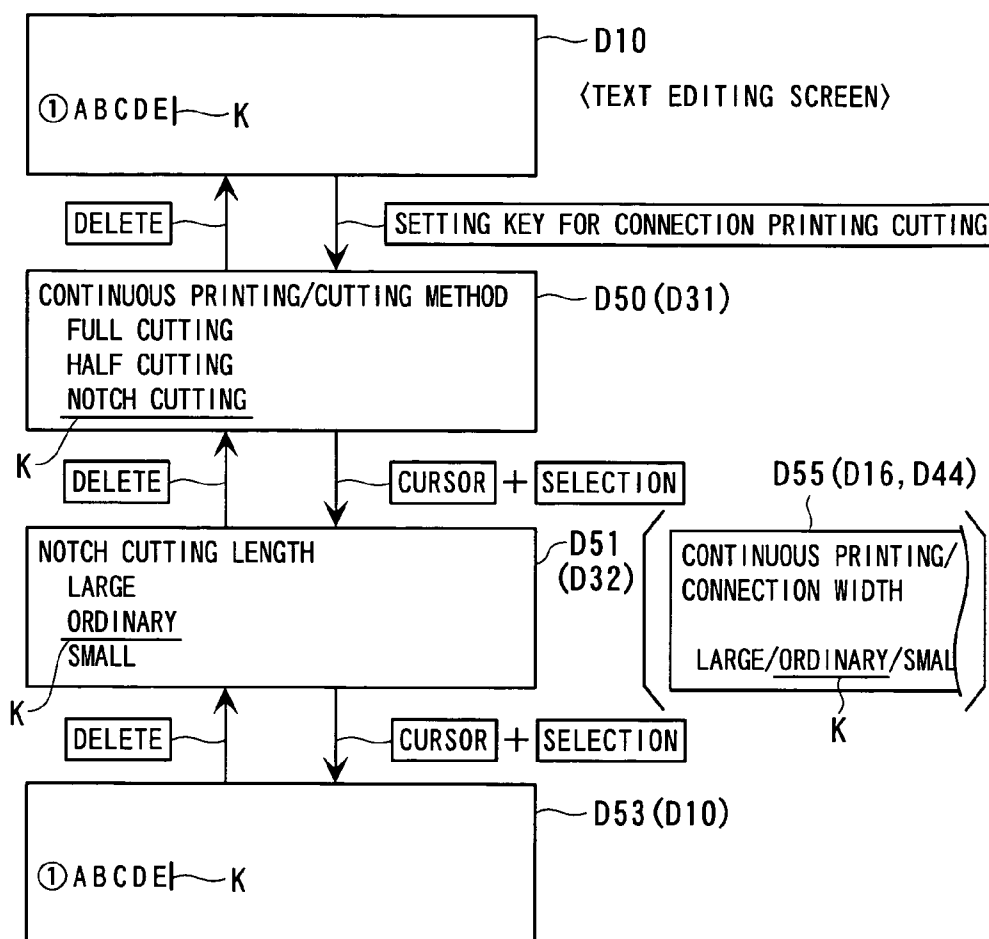 D10
〈TEXT EDITING SCREEN〉
①ABCDE K
DELETE
SETTING KEY FOR CONNECTION PRINTING CUTTING
CONTINUOUS PRINTING/CUTTING METHOD
FULL CUTTING
HALF CUTTING
NOTCH CUTTING
K
D50(D31)
DELETE
CURSOR + SELECTION
NOTCH CUTTING LENGTH
LARGE
ORDINARY
SMALL
K
D51
(D32)
D55(D16, D44)
CONTINUOUS PRINTING/
CONNECTION WIDTH
LARGE/ORDINARY/SMAL
K
DELETE
CURSOR + SELECTION
D53(D10)
①ABCDE K